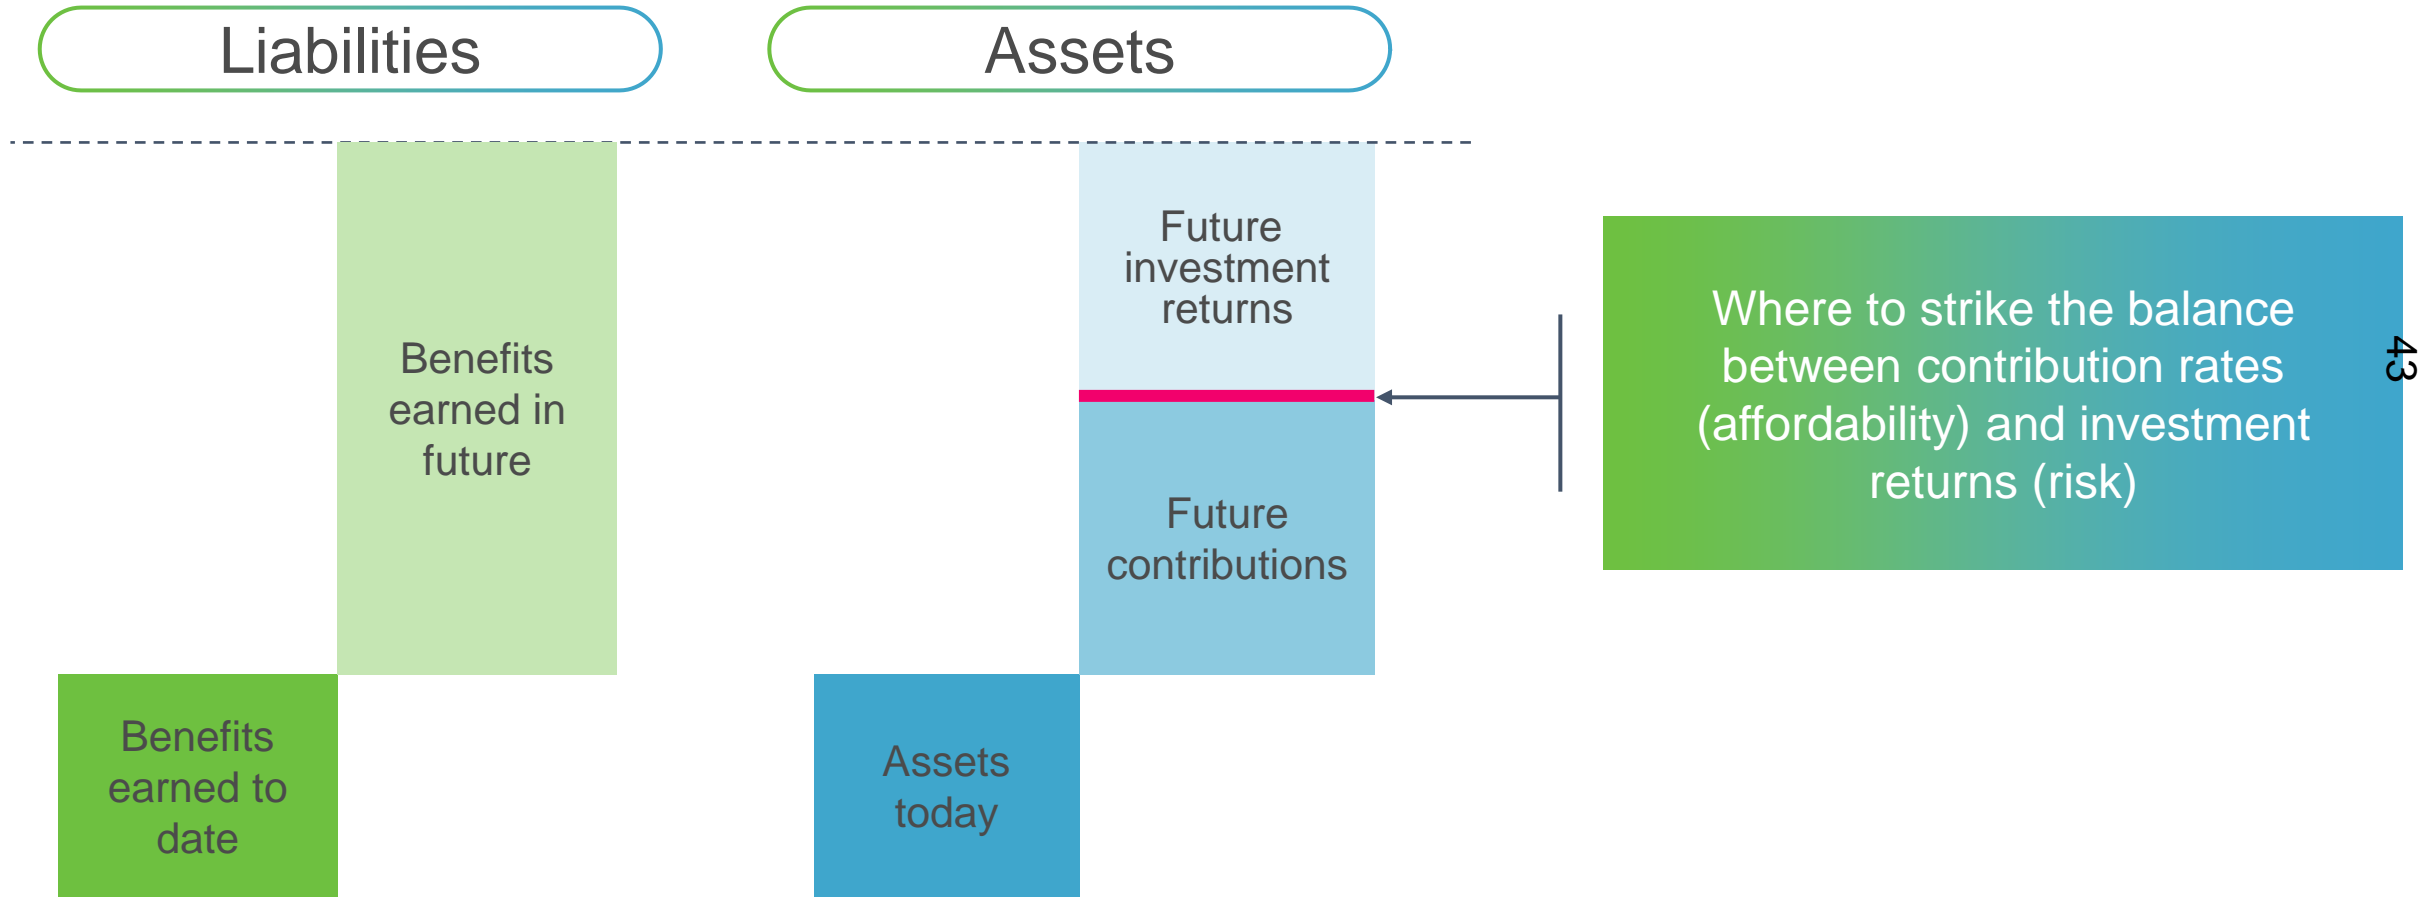 Liabilities
Assets
Benefits
earned in
future
Benefits
earned to
date
Future
investment
returns
Future
contributions
Assets
today
Where to strike the balance
between contribution rates
(affordability) and investment
returns (risk)
43